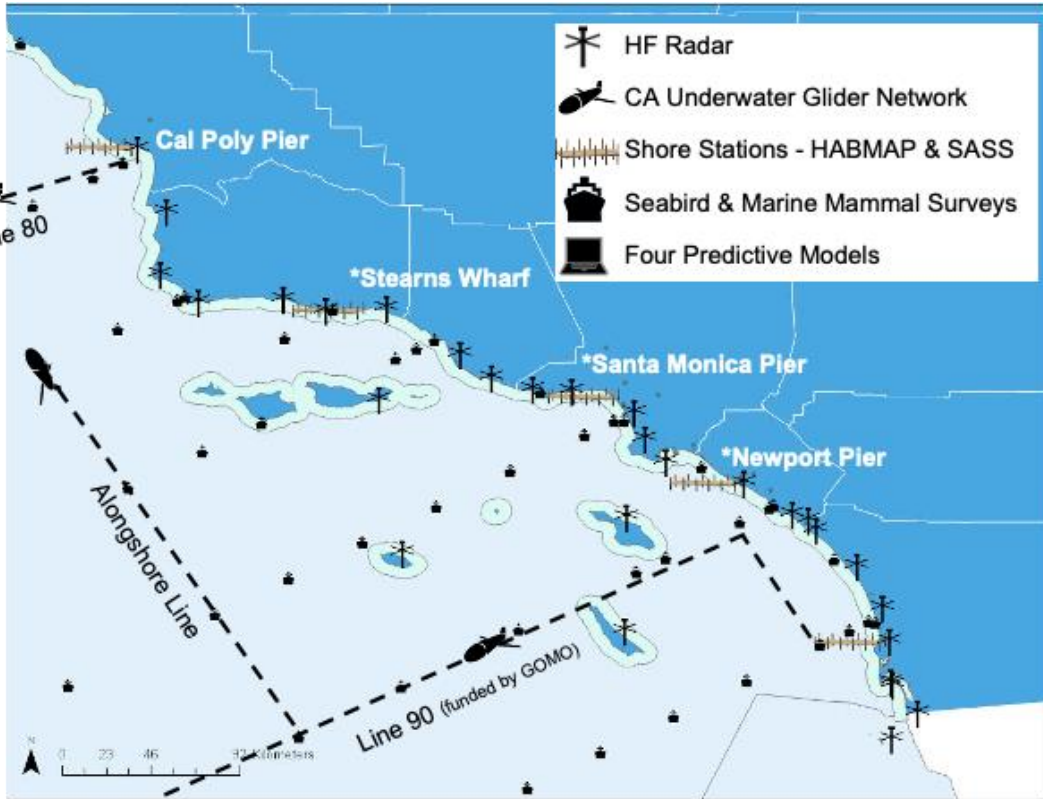 HF Radar
CA Underwater Glider Network
Shore Stations - HABMAP & SASS
Seabird & Marine Mammal Surveys
Four Predictive Models
Cal Poly Pier
80
*Stearns Wharf
*Santa Monica Pier
*Newport Pier
Alongshore Line
Line 90 (funded by GOMO)
N
0 23 46 92 Kilometers